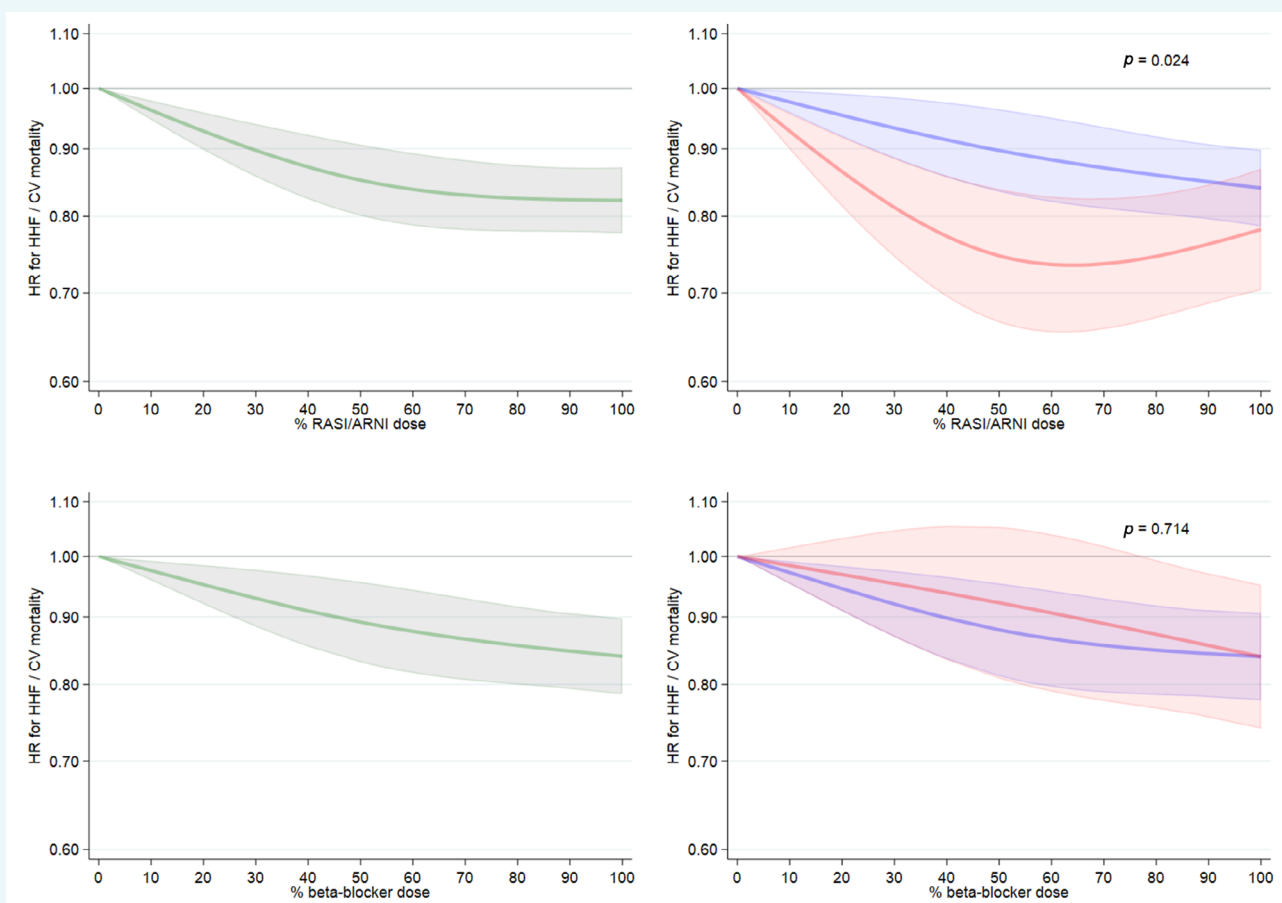 1.10
1.00
0.90
0.80
0.70
0.60
HR for HHF / CV mortality
0 10 20 30 40 50 60 70 80 90 100
% RASI/ARNI dose
1.10
1.00
0.90
0.80
0.70
0.60
HR for HHF / CV mortality
p = 0.024
0 10 20 30 40 50 60 70 80 90 100
% RASI/ARNI dose
1.10
1.00
0.90
0.80
0.70
0.60
HR for HHF / CV mortality
0 10 20 30 40 50 60 70 80 90 100
% beta-blocker dose
1.10
1.00
0.90
0.80
0.70
0.60
HR for HHF / CV mortality
p = 0.714
0 10 20 30 40 50 60 70 80 90 100
% beta-blocker dose